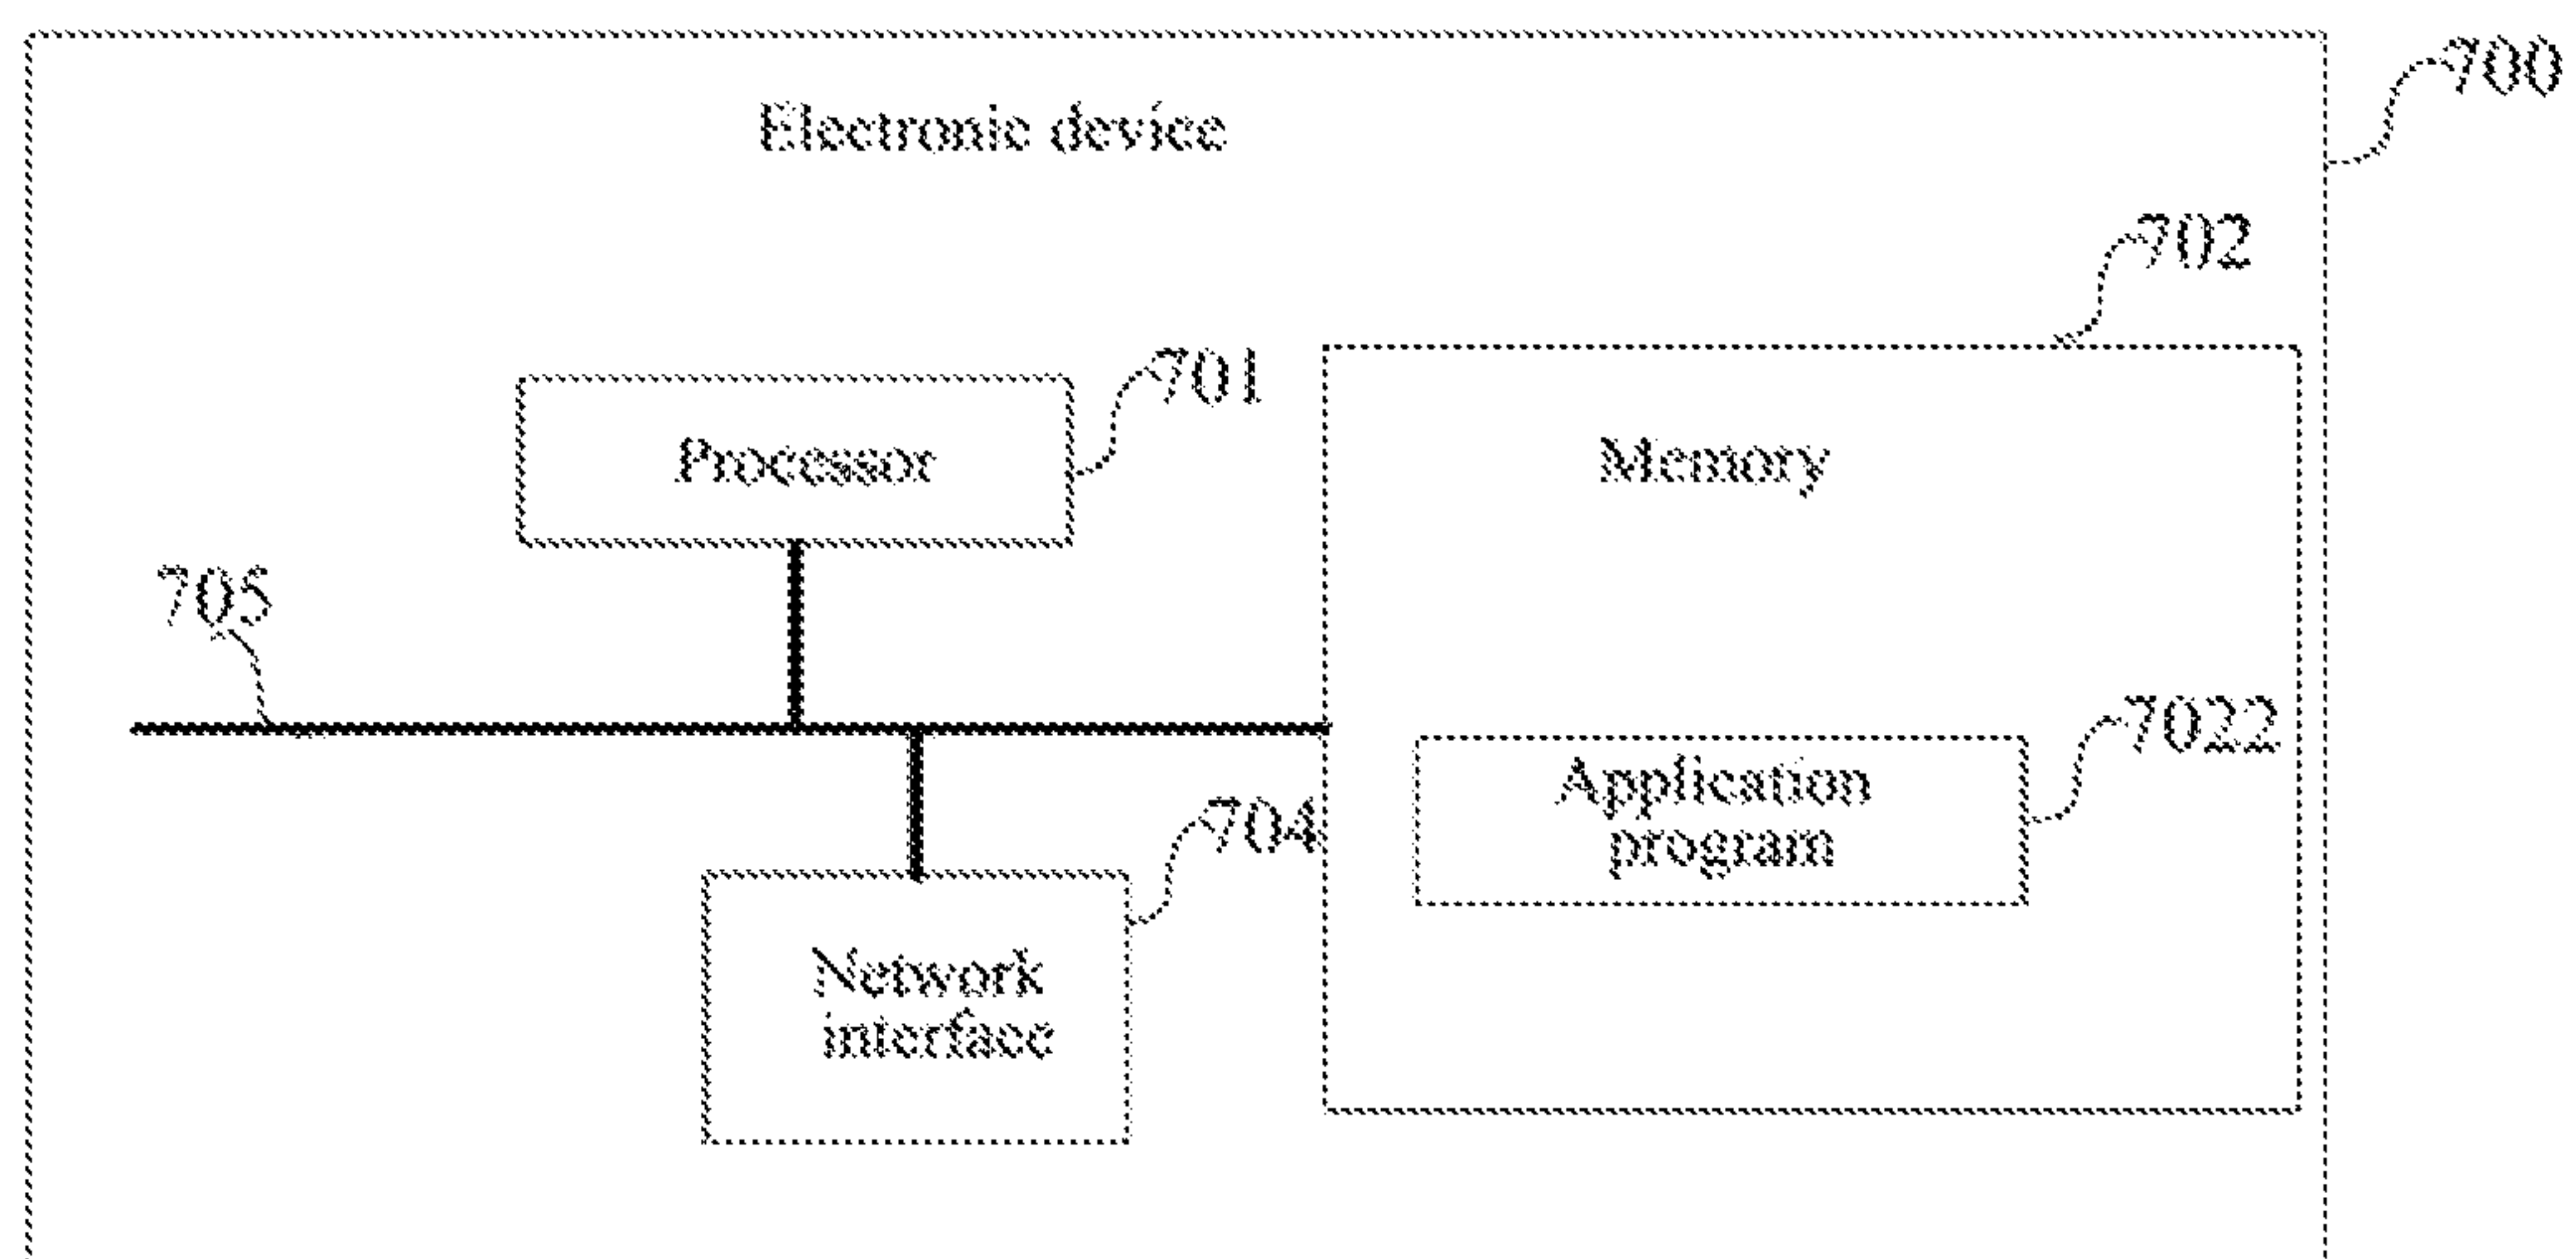 700
Electronic device
702
701
Processor
Memory
705
7022
Application
program
704
Network
interface